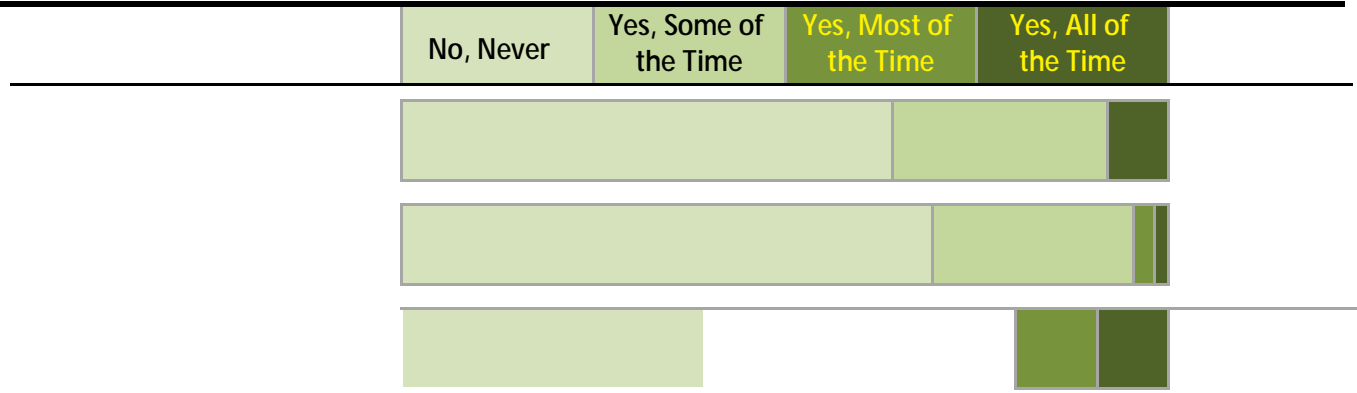 No, Never
Yes, Some of
the Time
Yes, Most of
the Time
Yes, All of
the Time